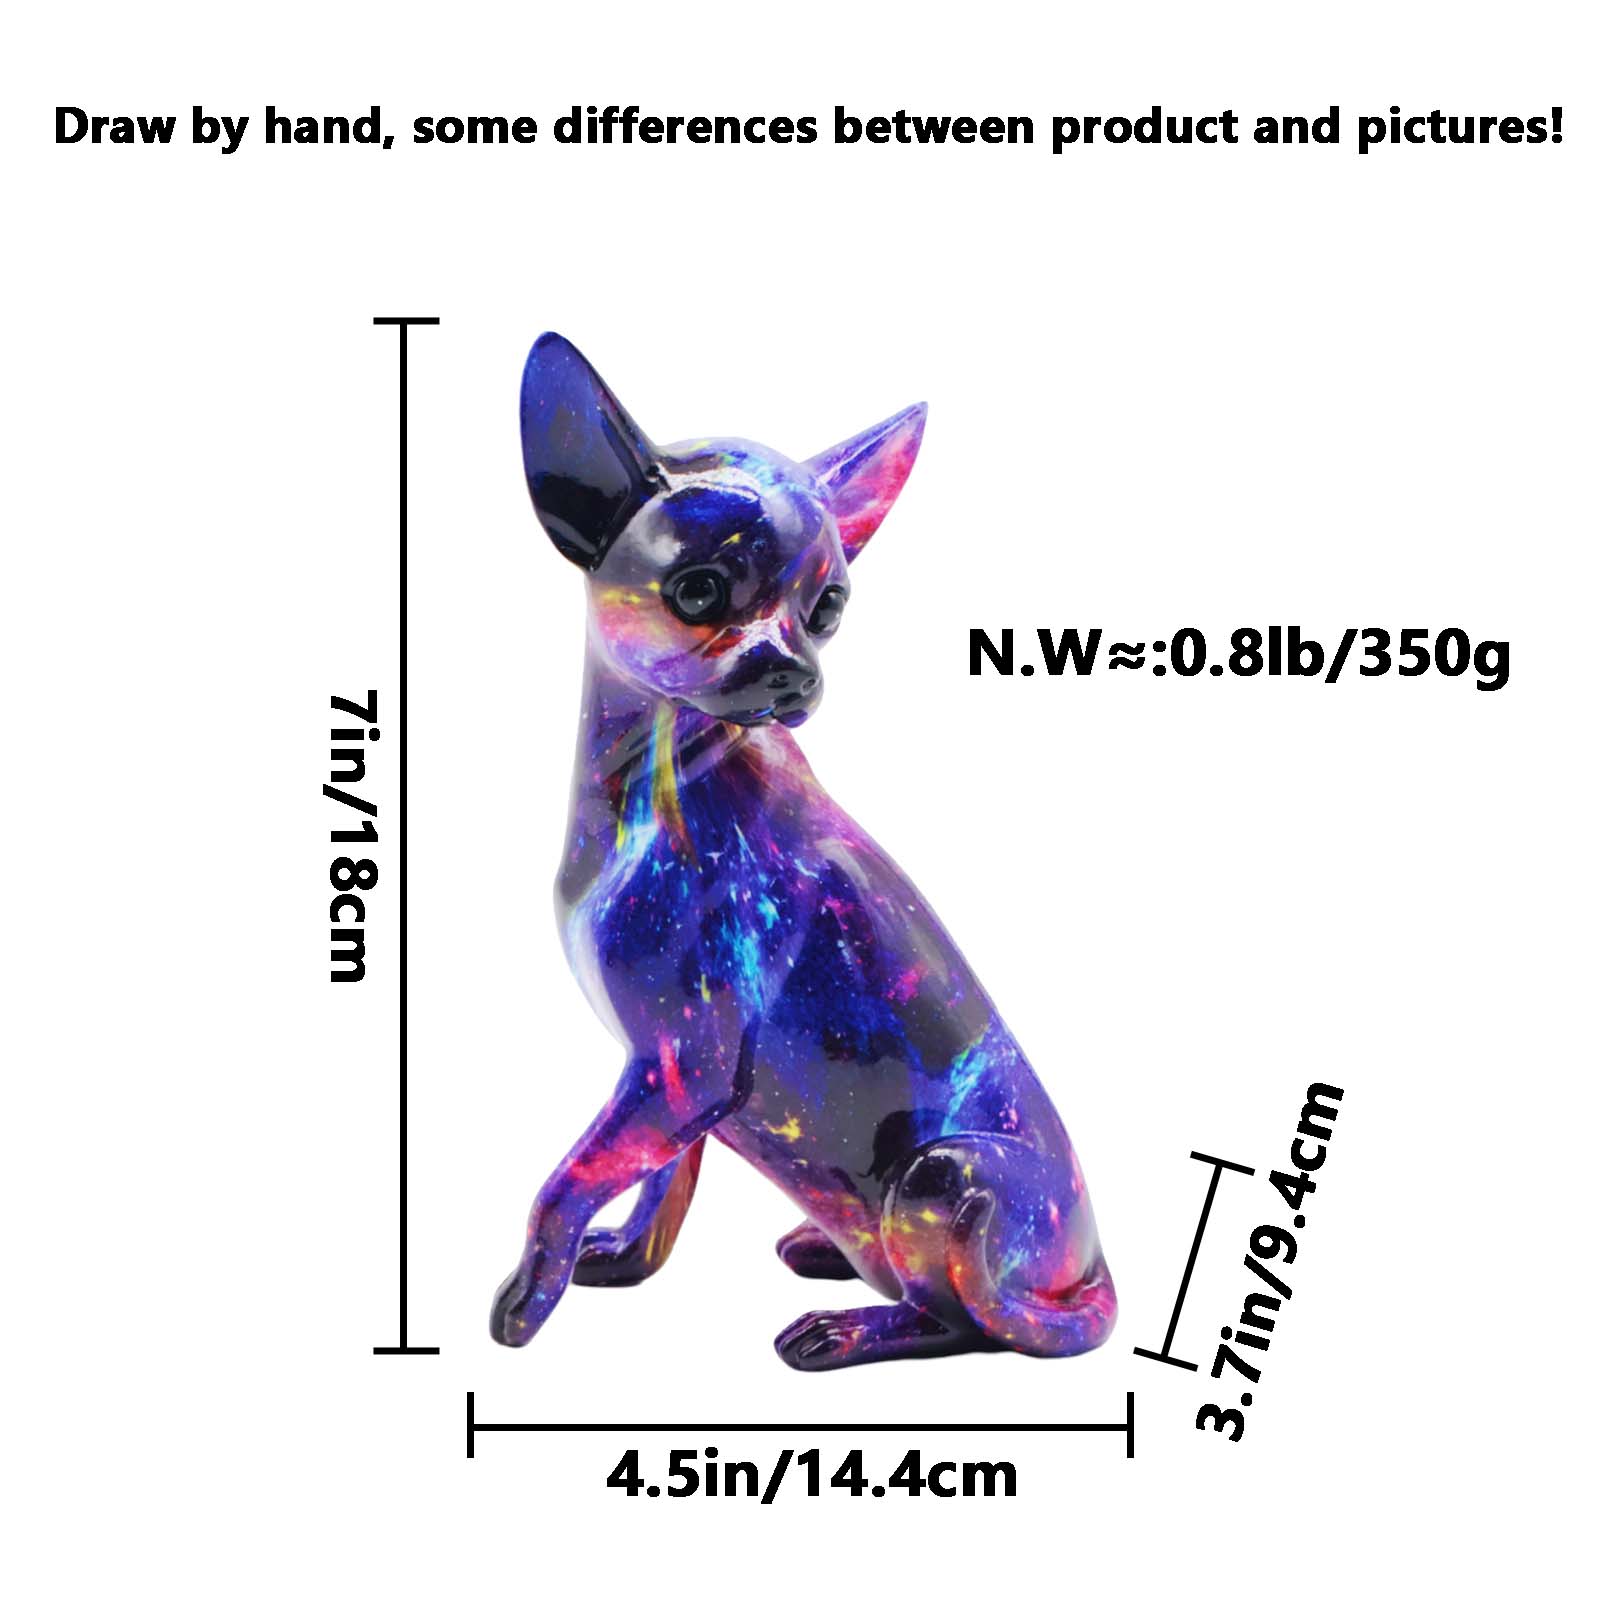 Draw by hand, some differences between product and pictures!
N.W≈:0.8lb/350g
7in/18cm
3.7in/9.4cm
4.5in/14.4cm